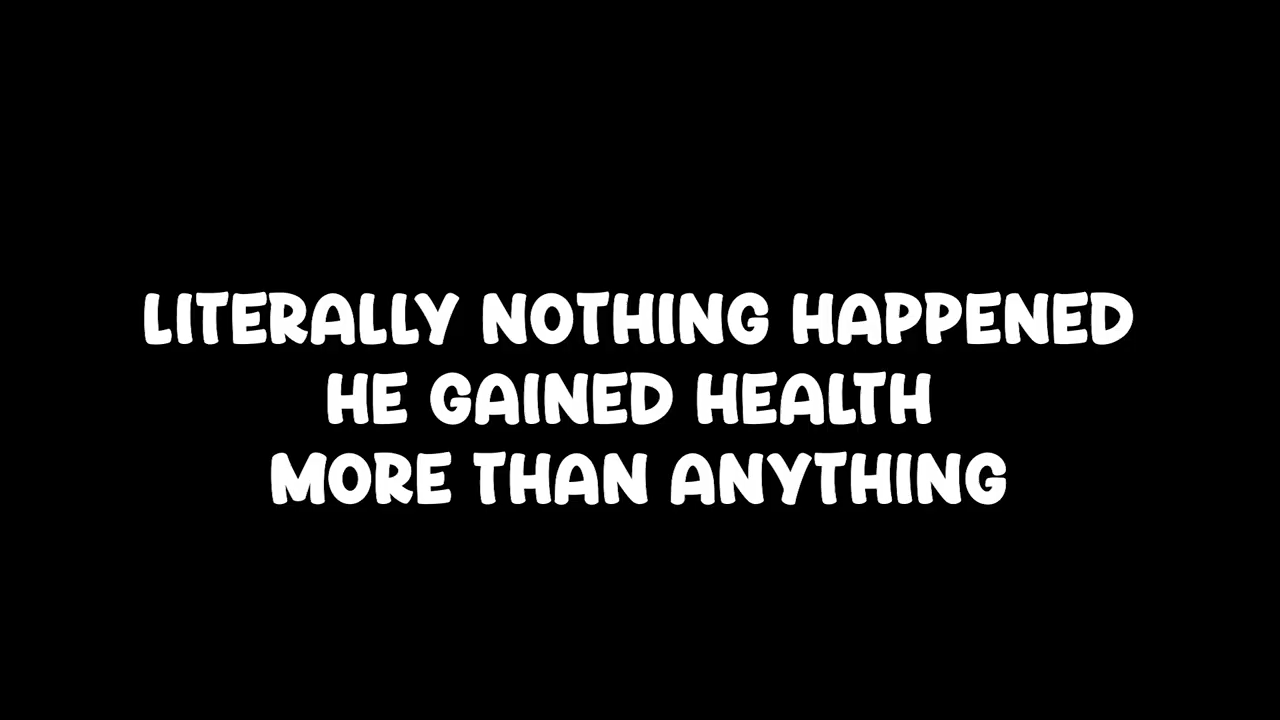 LITERALLY NOTHING HAPPENED
HE GAINED HEALTH
MORE THAN ANYTHING